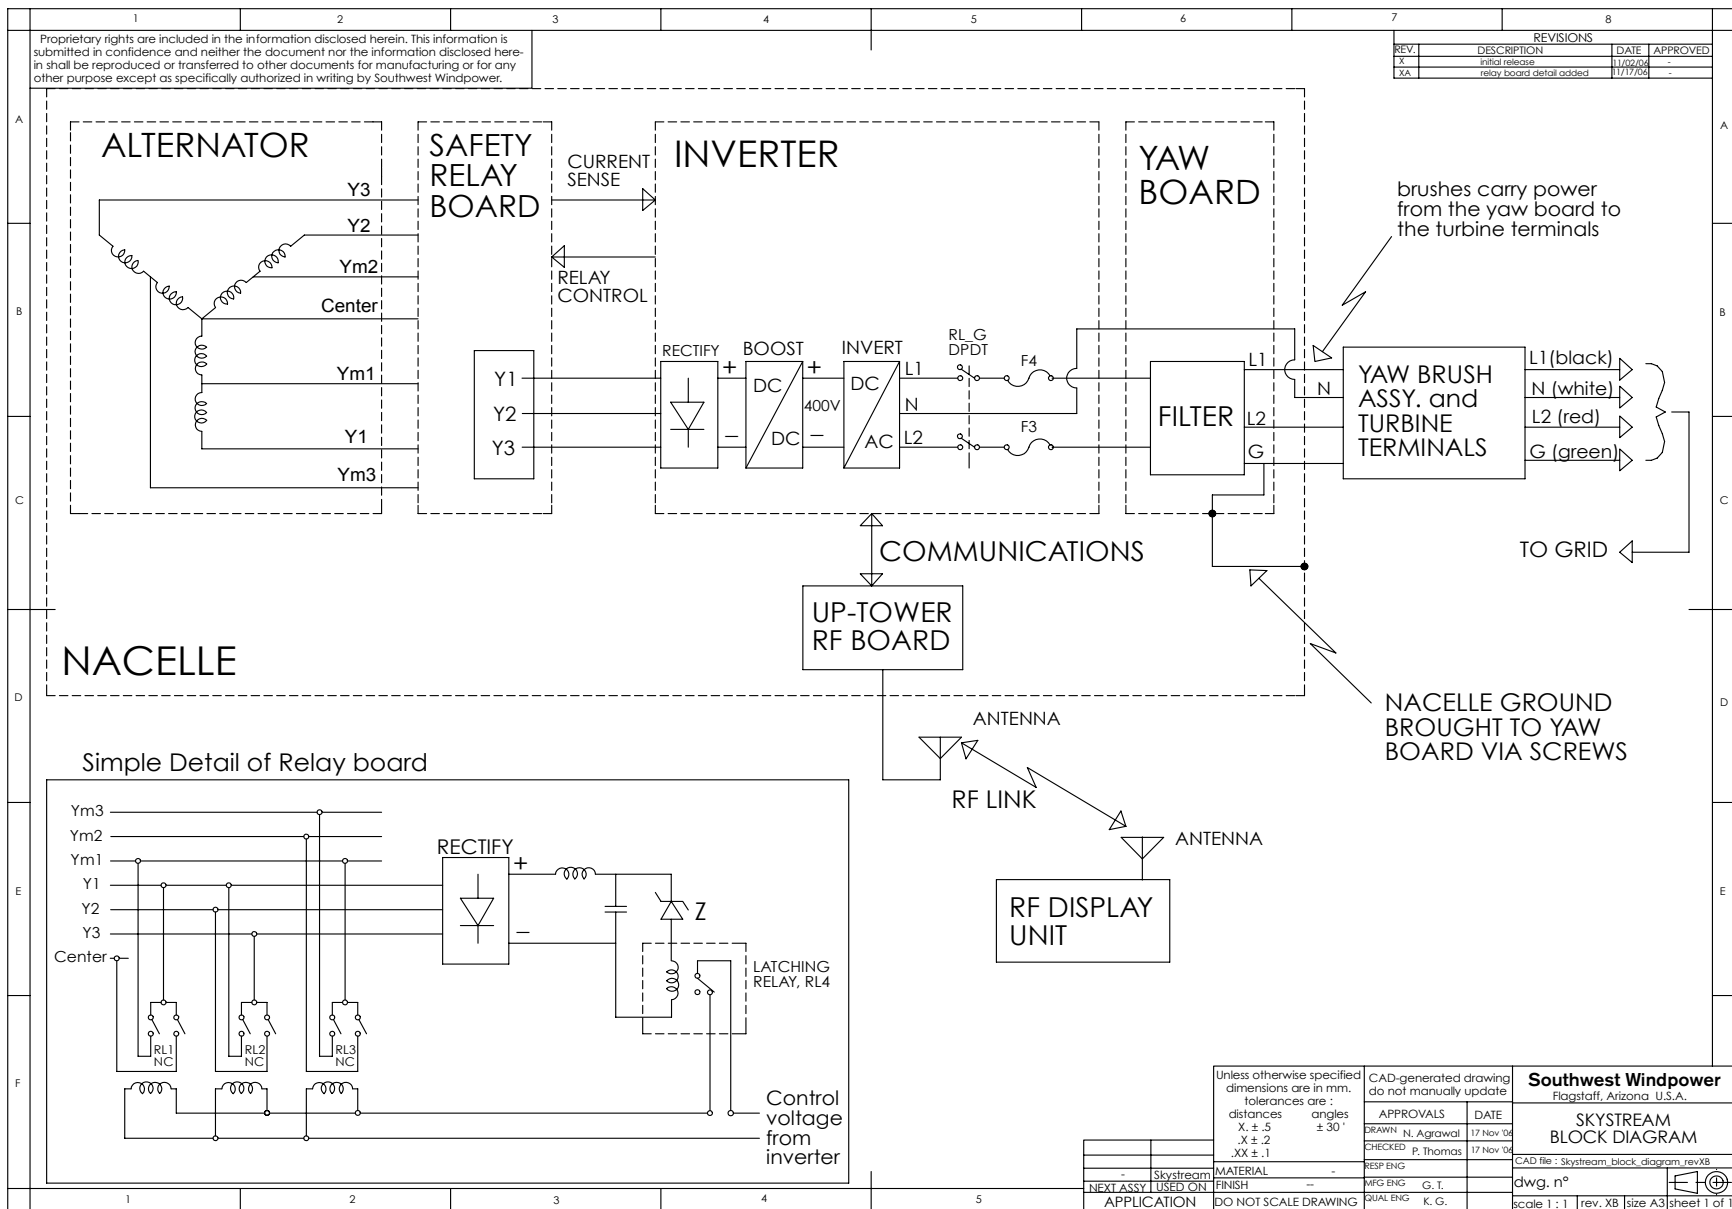 1 2 3 4 5 6 7 8
Proprietary rights are included in the information disclosed herein. This information is
submitted in confidence and neither the document nor the information disclosed here-
in shall be reproduced or transferred to other documents for manufacturing or for any
other purpose except as specifically authorized in writing by Southwest Windpower.
REVISIONS
REV. DESCRIPTION DATE APPROVED
X initial release 11/02/06 -
XA relay board detail added 11/17/06 -
A A
B B
C C
D D
E E
F
ALTERNATOR
Y3
Y2
Ym2
Center
Ym1
Y1
Ym3
SAFETY
RELAY
BOARD
Y1
Y2
Y3
CURRENT
SENSE
RELAY
CONTROL
INVERTER
RECTIFY
+
–
BOOST
DC
DC
+
400V
–
INVERT
DC
AC
L1
N
L2
RL_G
DPDT
F4
F3
YAW
BOARD
FILTER
L1
N
L2
G
brushes carry power
from the yaw board to
the turbine terminals
YAW BRUSH
ASSY. and
TURBINE
TERMINALS
L1(black)
N (white)
L2 (red)
G (green)
TO GRID
COMMUNICATIONS
UP-TOWER
RF BOARD
NACELLE
NACELLE GROUND
BROUGHT TO YAW
BOARD VIA SCREWS
ANTENNA
RF LINK
ANTENNA
RF DISPLAY
UNIT
Simple Detail of Relay board
Ym3
Ym2
Ym1
Y1
Y2
Y3
Center
RECTIFY
+
–
Z
LATCHING
RELAY, RL4
RL1
NC
RL2
NC
RL3
NC
Control
voltage
from
inverter
Unless otherwise specified
dimensions are in mm.
tolerances are :
distances angles
X. ± .5 ± 30 '
.X ± .2
.XX ± .1
MATERIAL -
FINISH --
DO NOT SCALE DRAWING
- Skystream
NEXT ASSY USED ON
APPLICATION
CAD-generated drawing
do not manually update
APPROVALS DATE
DRAWN N. Agrawal 17 Nov '06
CHECKED P. Thomas 17 Nov '06
RESP ENG
MFG ENG G. T.
QUAL ENG K. G.
Southwest Windpower
Flagstaff, Arizona U.S.A.
SKYSTREAM
BLOCK DIAGRAM
CAD file : Skystream_block_diagram_revXB
dwg. n°
scale 1 : 1 rev. XB size A3 sheet 1 of 1
1 2 3 4 5